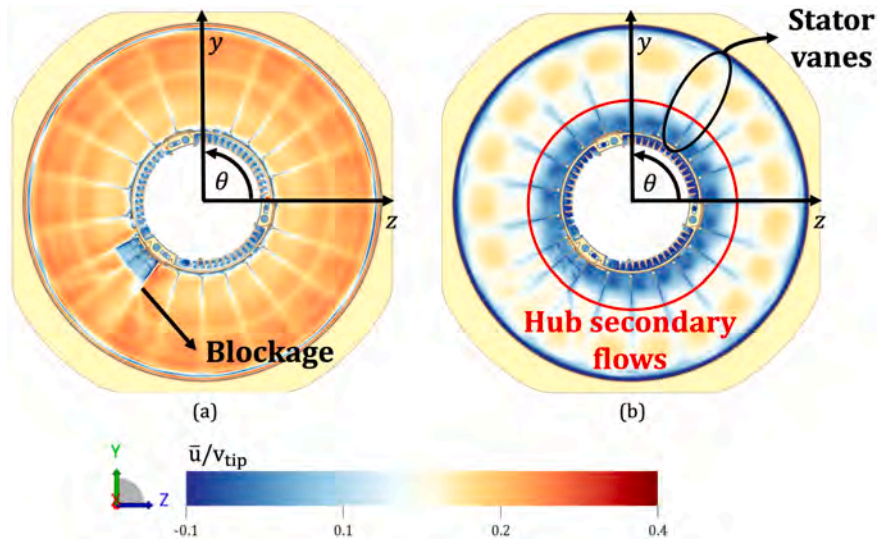 y
θ
z
Blockage
(a)
Stator
vanes
y
θ
z
Hub secondary
flows
(b)
Y
X
Z
ū/v_tip
-0.1
0.1
0.2
0.4